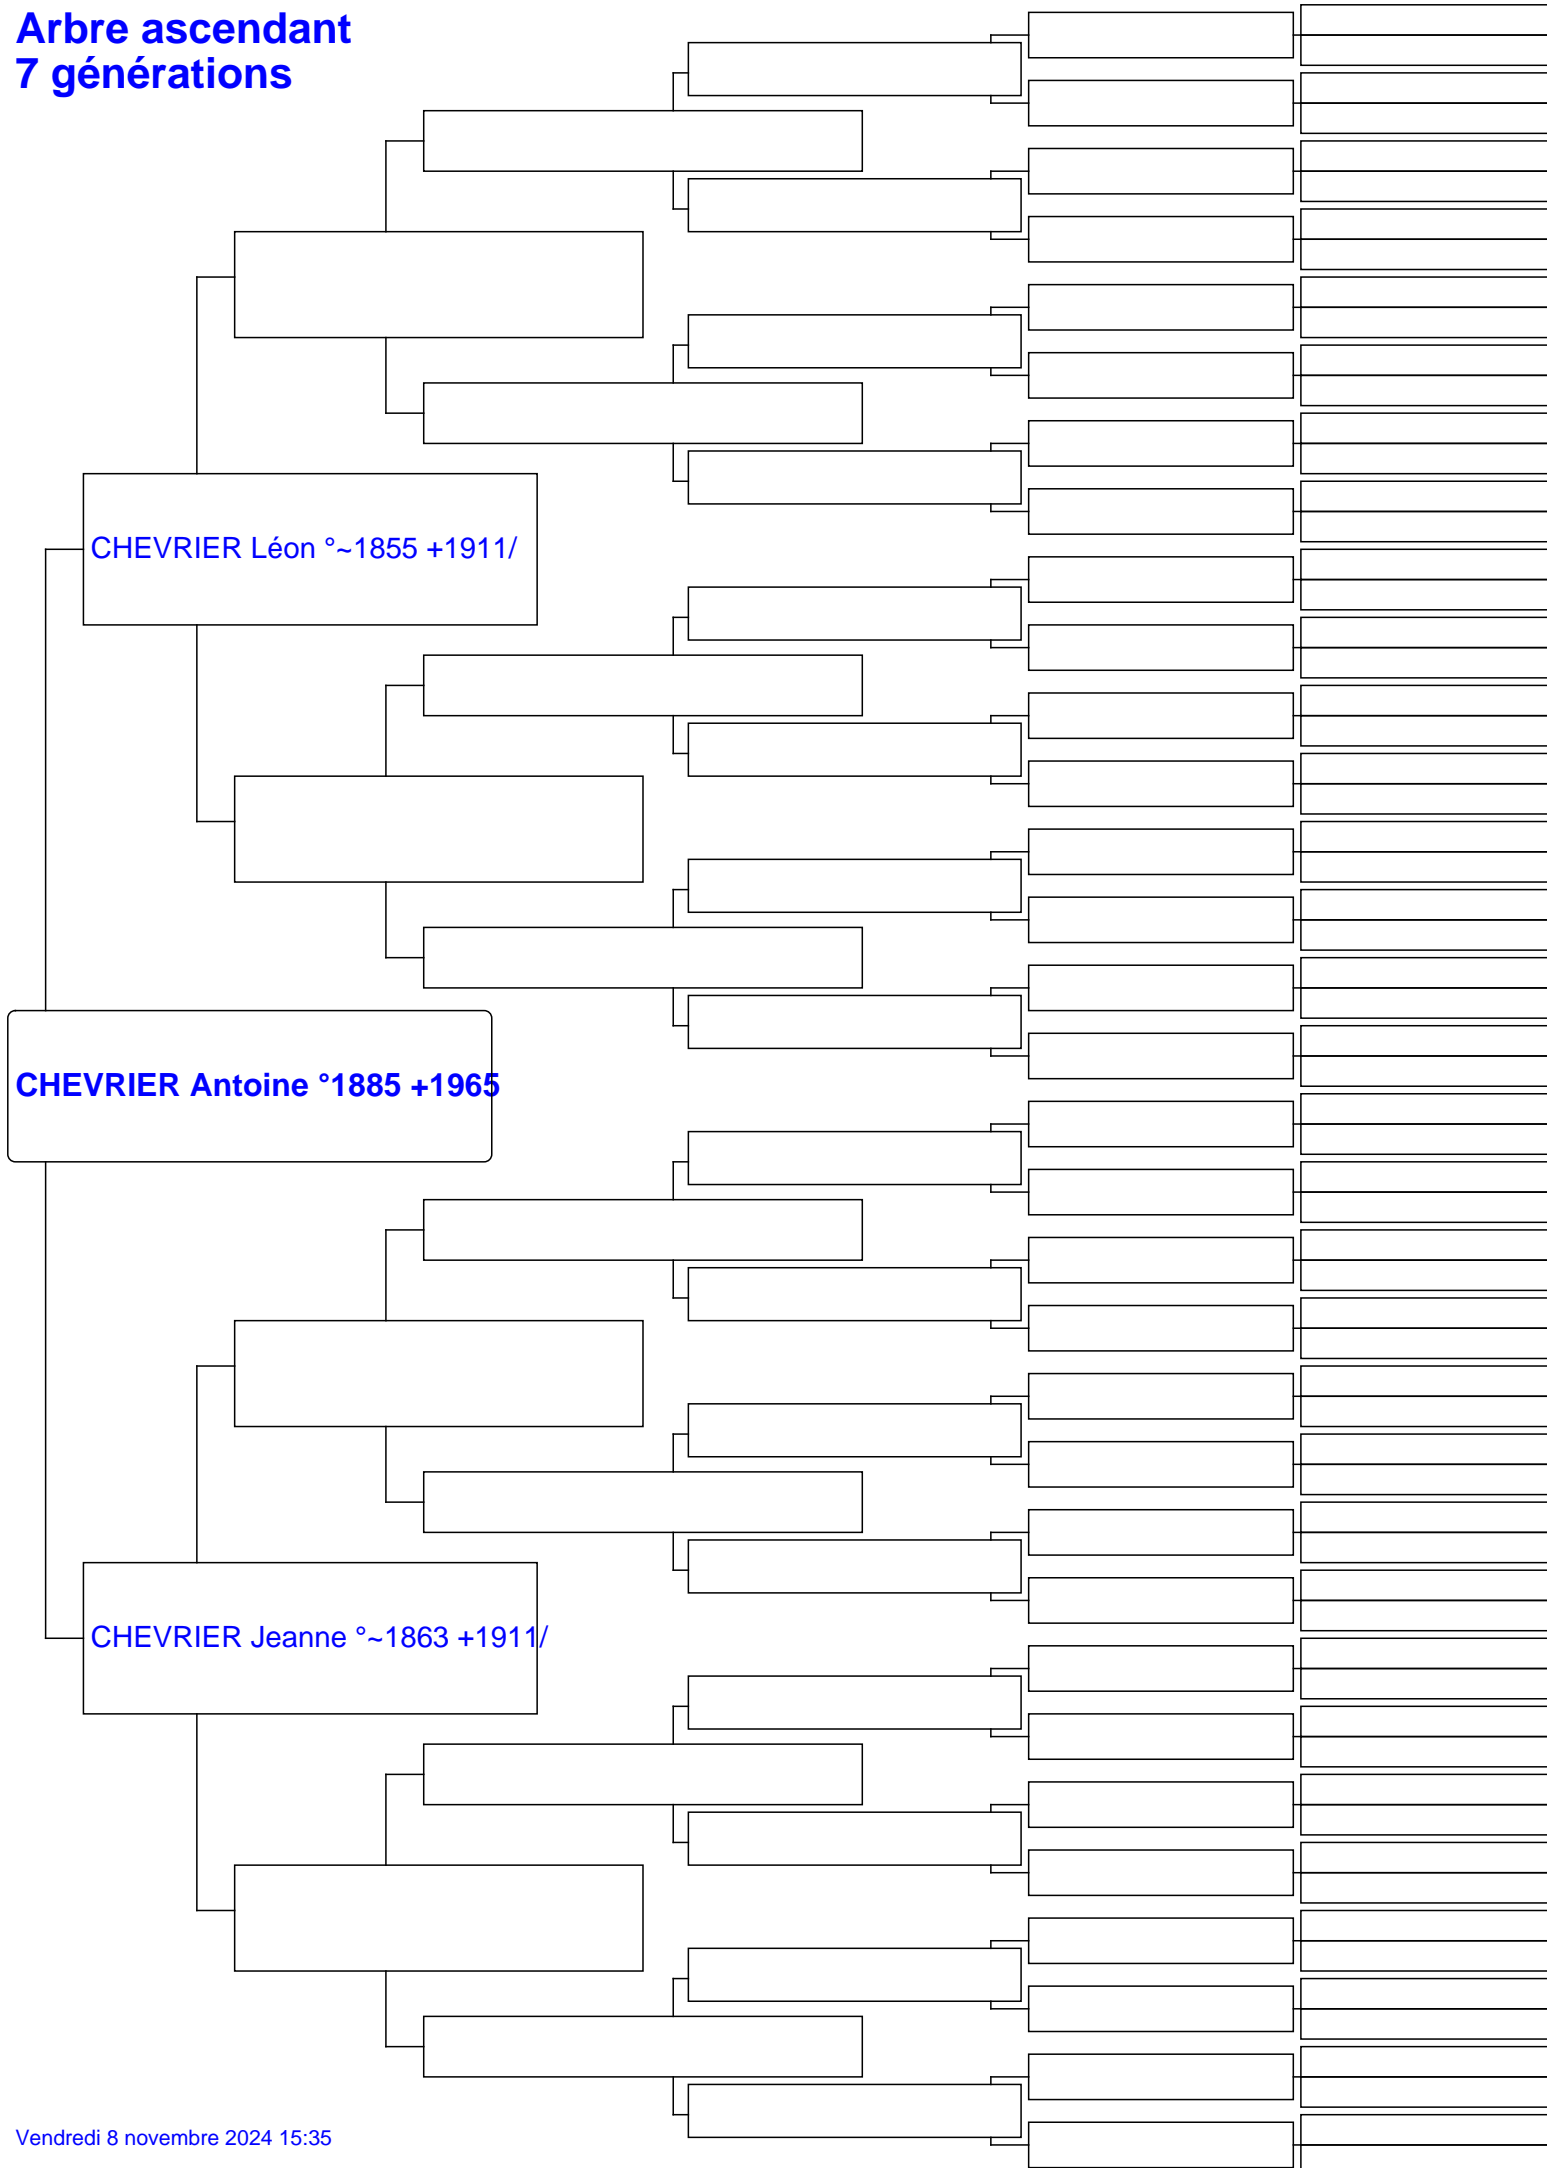 Arbre ascendant
7 générations
CHEVRIER Léon °~1855 +1911/
CHEVRIER Antoine °1885 +1965
CHEVRIER Jeanne °~1863 +1911/
Vendredi 8 novembre 2024 15:35